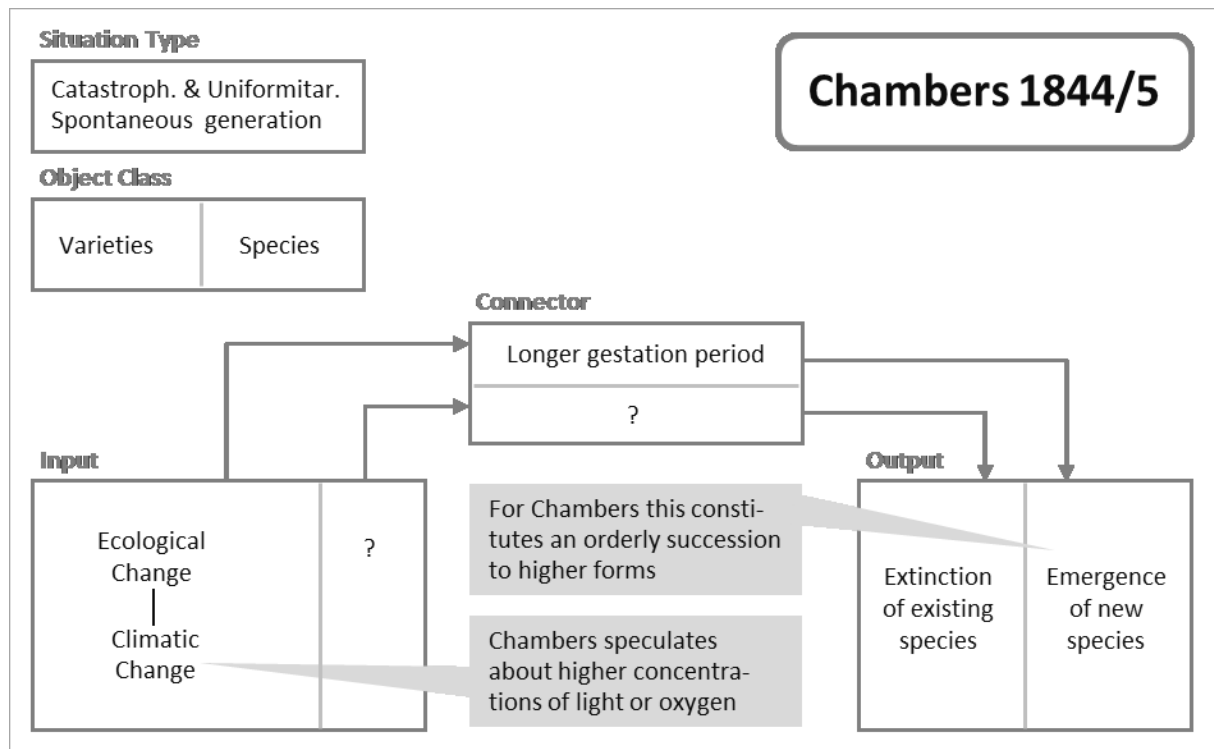 Situation Type
Catastroph. & Uniformitar.
Spontaneous generation
Chambers 1844/5
Object Class
Varieties
Species
Connector
Longer gestation period
?
Input
Ecological
Change
Climatic
Change
?
For Chambers this consti-
tutes an orderly succession
to higher forms
Chambers speculates
about higher concentra-
tions of light or oxygen
Output
Extinction
of existing
species
Emergence
of new
species